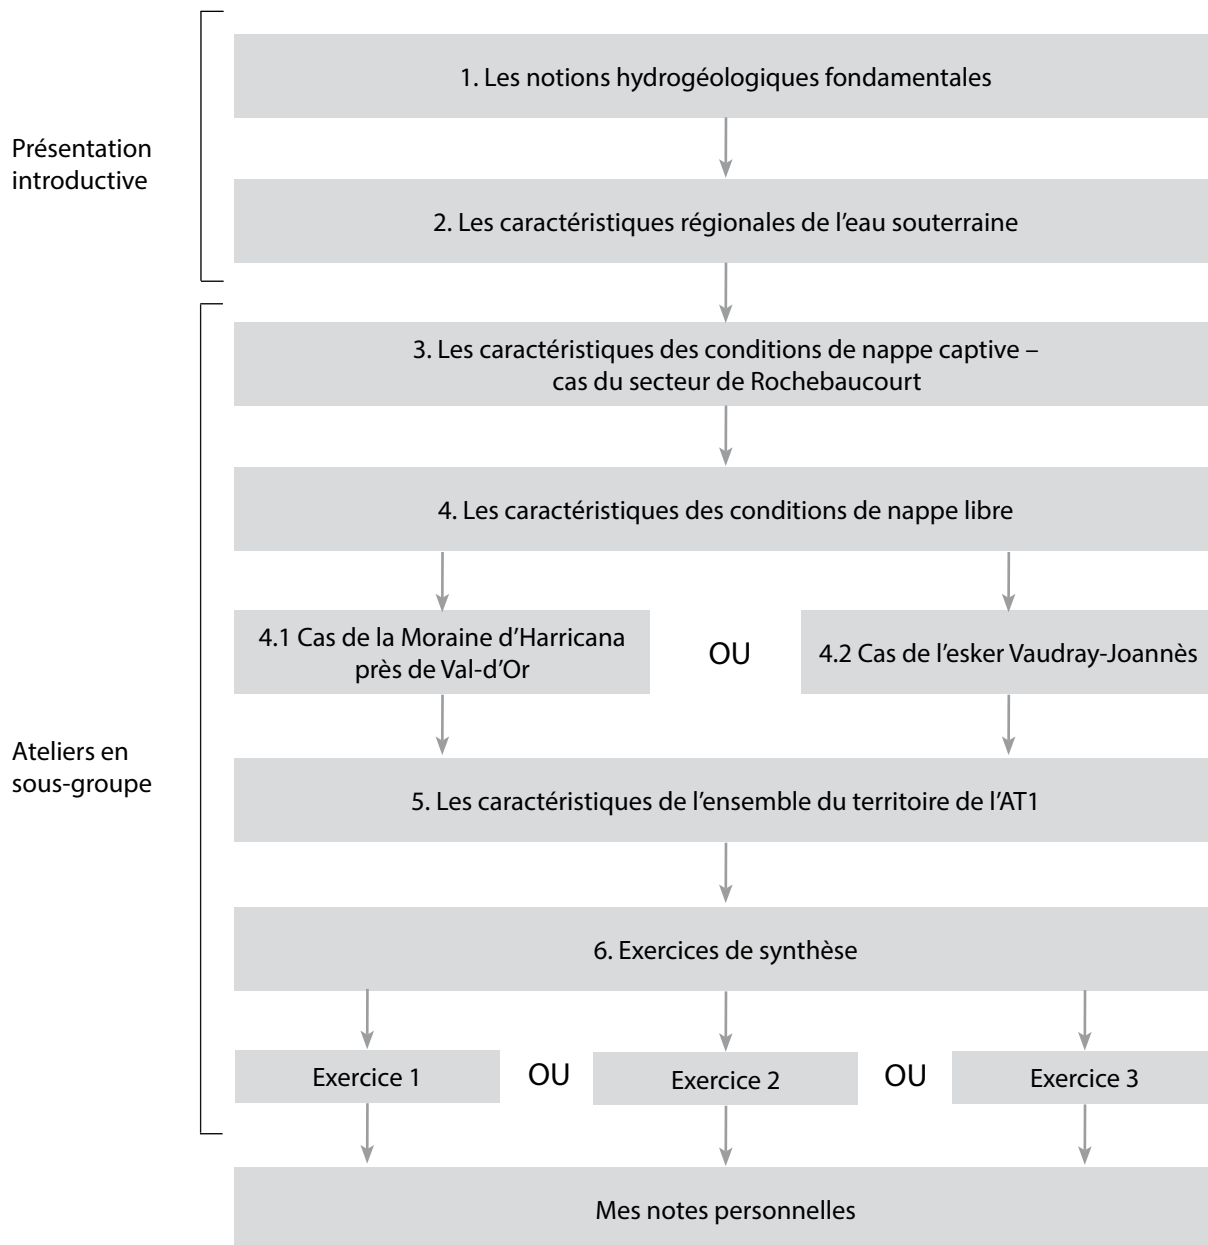 Présentation
introductive
1. Les notions hydrogéologiques fondamentales
2. Les caractéristiques régionales de l’eau souterraine
Ateliers en
sous-groupe
3. Les caractéristiques des conditions de nappe captive –
cas du secteur de Rochebaucourt
4. Les caractéristiques des conditions de nappe libre
4.1 Cas de la Moraine d’Harricana
près de Val-d’Or
OU
4.2 Cas de l’esker Vaudray-Joannès
5. Les caractéristiques de l’ensemble du territoire de l’AT1
6. Exercices de synthèse
Exercice 1
OU
Exercice 2
OU
Exercice 3
Mes notes personnelles